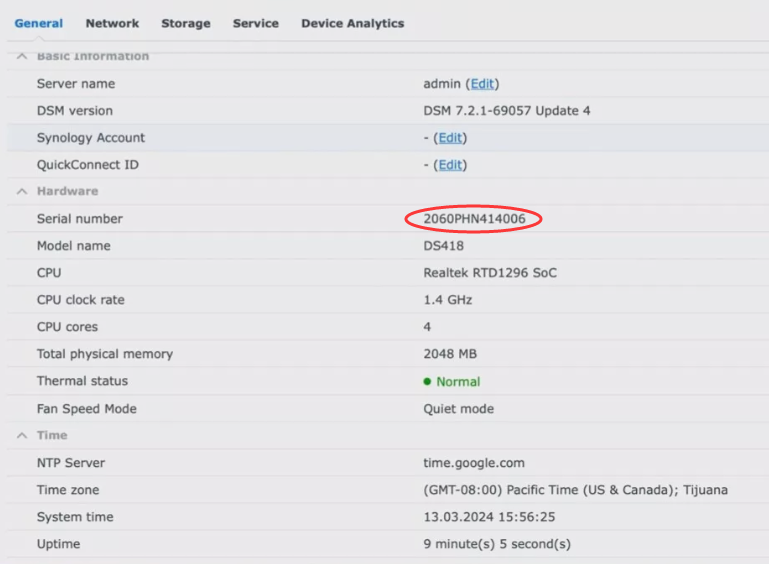 General Network Storage Service Device Analytics
Basic Information
Server name admin (Edit)
DSM version DSM 7.2.1-69057 Update 4
Synology Account - (Edit)
QuickConnect ID - (Edit)
Hardware
Serial number 2060PHN414006
Model name DS418
CPU Realtek RTD1296 SoC
CPU clock rate 1.4 GHz
CPU cores 4
Total physical memory 2048 MB
Thermal status Normal
Fan Speed Mode Quiet mode
Time
NTP Server time.google.com
Time zone (GMT-08:00) Pacific Time (US & Canada); Tijuana
System time 13.03.2024 15:56:25
Uptime 9 minute(s) 5 second(s)